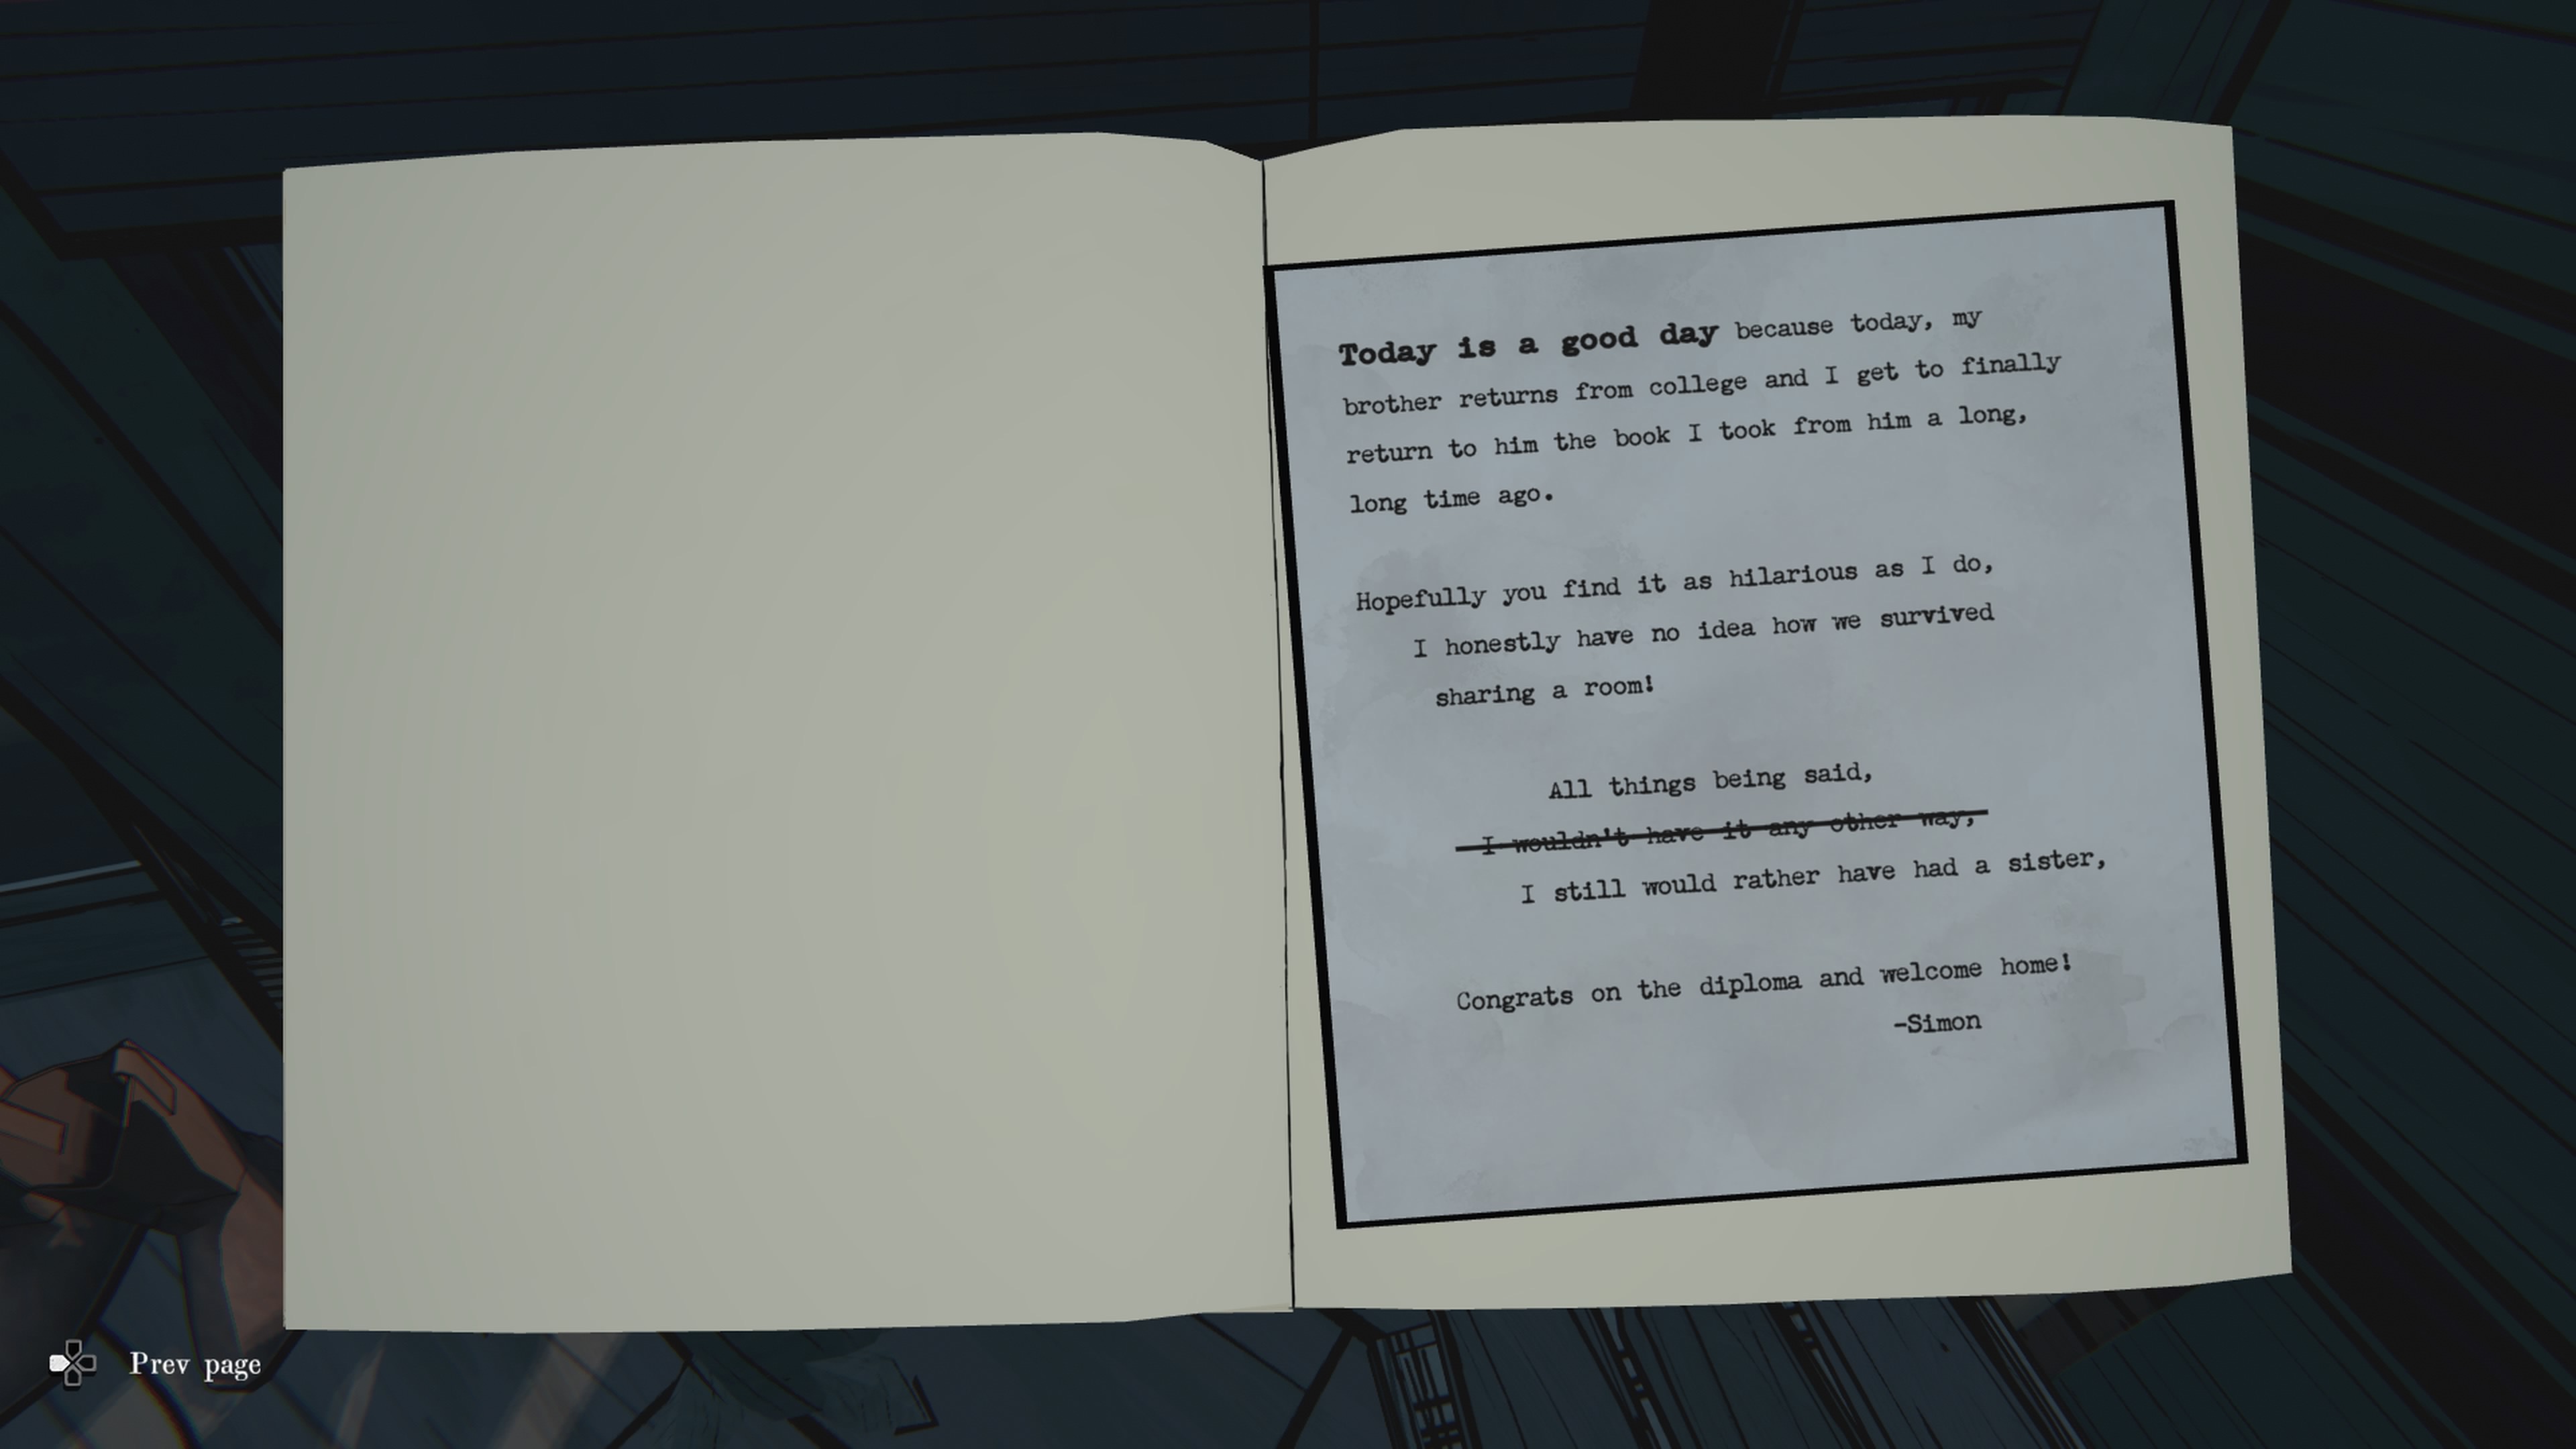 Today is a good day because today, my
brother returns from college and I get to finally
return to him the book I took from him a long,
long time ago.
Hopefully you find it as hilarious as I do,
I honestly have no idea how we survived
sharing a room!
All things being said,
I wouldn't have it any other way,
I still would rather have had a sister,
Congrats on the diploma and welcome home!
-Simon
Prev page